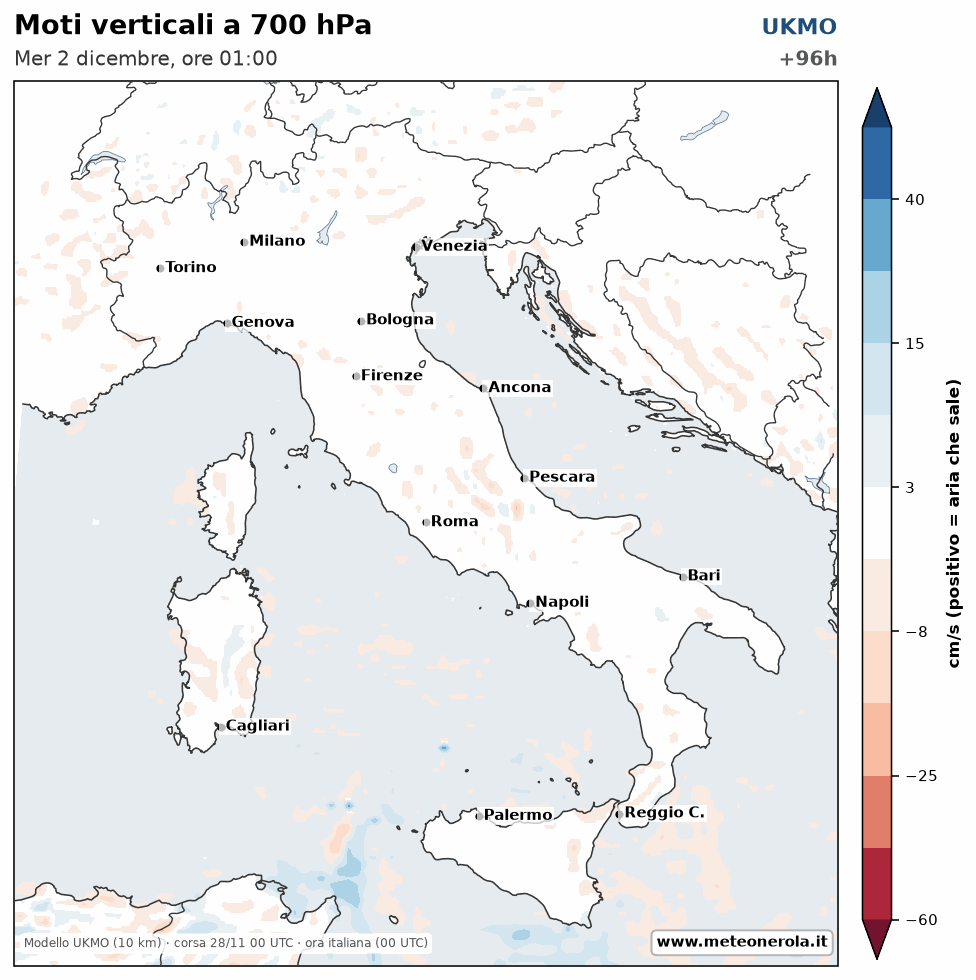 Moti verticali a 700 hPa
UKMO
Mer 2 dicembre, ore 01:00
+96h
40
Milano
Venezia
Torino
Genova
Bologna
15
Firenze
Ancona
Pescara
3
Roma
Bari
Napoli
−8
cm/s (positivo = aria che sale)
Cagliari
−25
Palermo
Reggio C.
−60
Modello UKMO (10 km) · corsa 28/11 00 UTC · ora italiana (00 UTC)
www.meteonerola.it